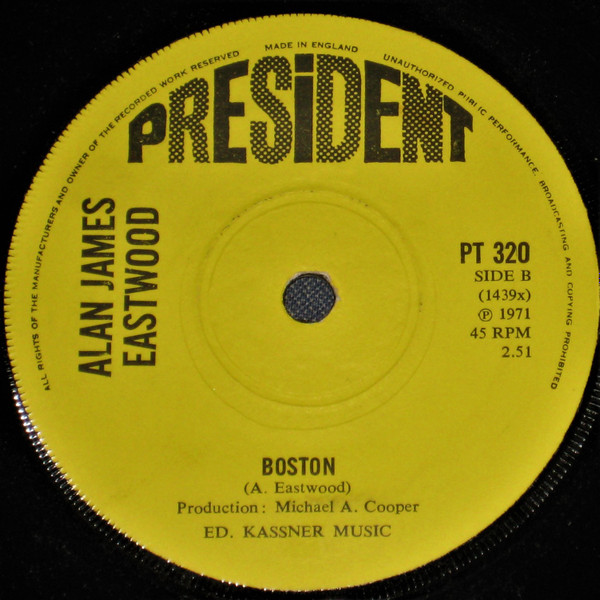 ALL RIGHTS OF THE MANUFACTURERS AND OWNER OF THE RECORDED WORK RESERVED
MADE IN ENGLAND
UNAUTHORIZED PUBLIC PERFORMANCE, BROADCASTING AND COPYING PROHIBITED
PRESiDENT
ALAN JAMES
EASTWOOD
PT 320
SIDE B
(1439x)
℗ 1971
45 RPM
2.51
BOSTON
(A. Eastwood)
Production: Michael A. Cooper
ED. KASSNER MUSIC